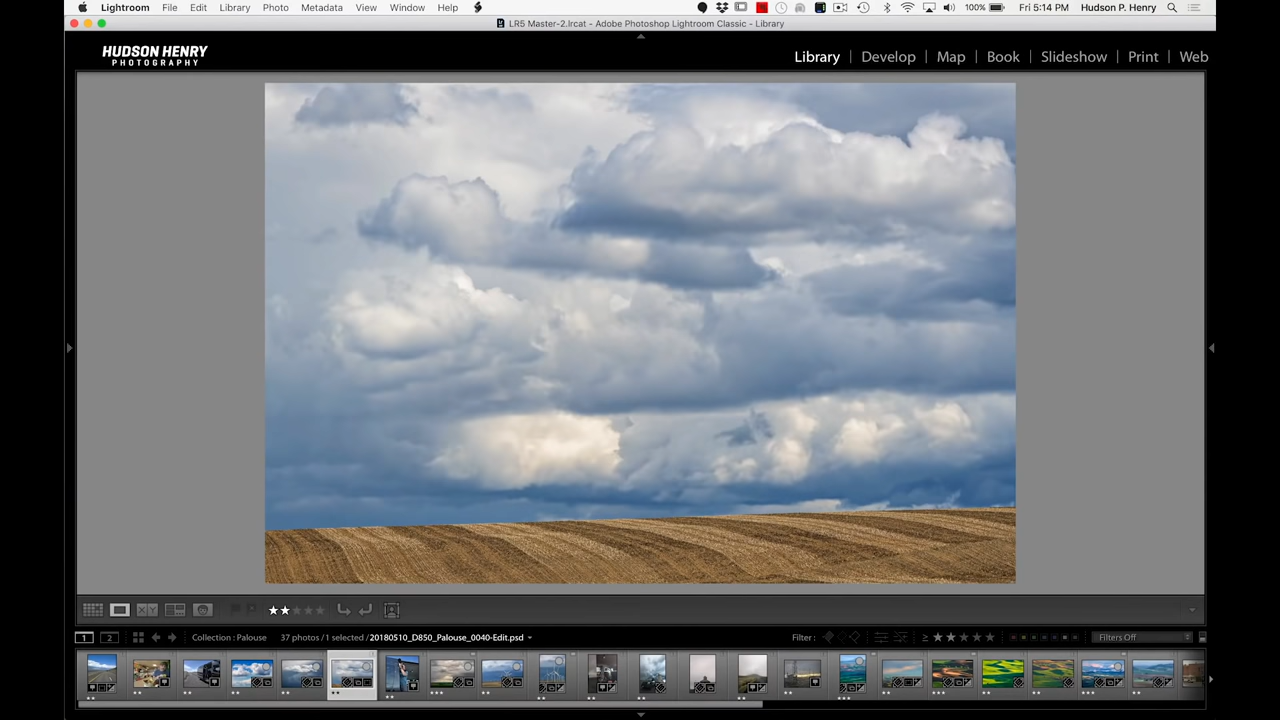 Lightroom File Edit Library Photo Metadata View Window Help 100% Fri 5:14 PM Hudson P. Henry
LR5 Master-2.lrcat - Adobe Photoshop Lightroom Classic - Library
HUDSON HENRY
PHOTOGRAPHY
Library | Develop | Map | Book | Slideshow | Print | Web
XY
1 2 Collection : Palouse 37 photos / 1 selected / 20180510_D850_Palouse_0040-Edit.psd Filter : ≥ Filters Off